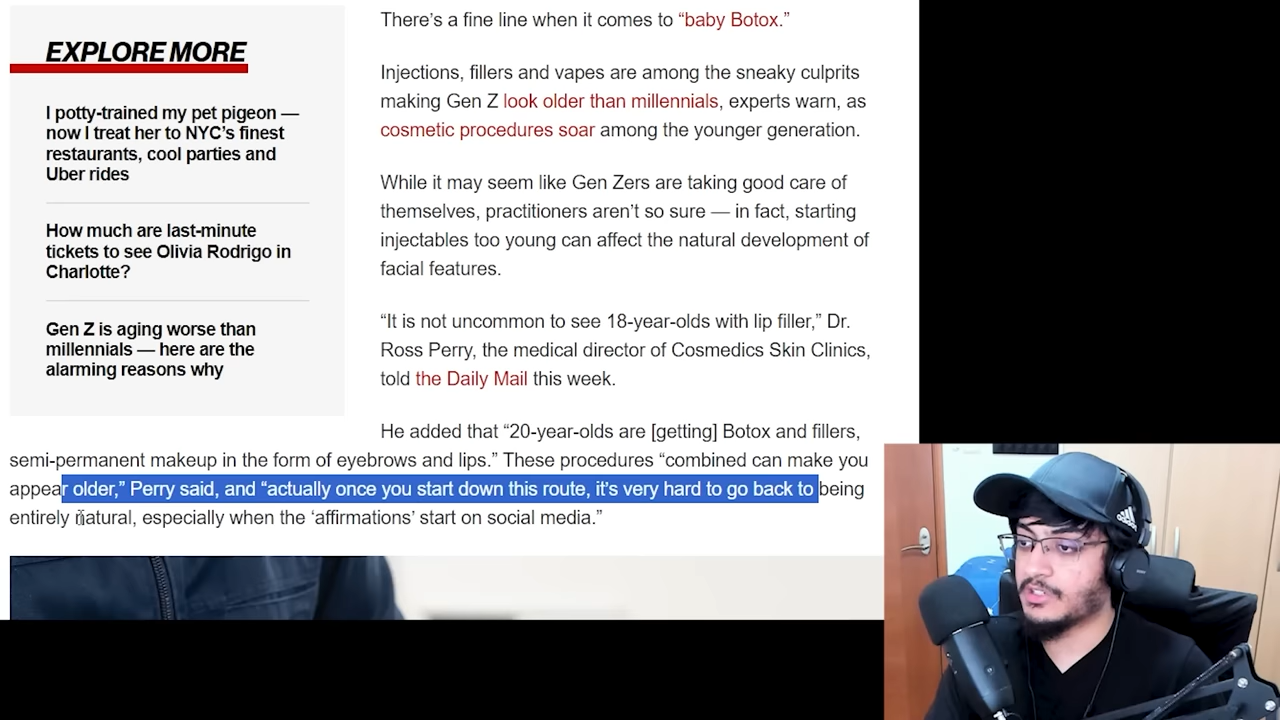 EXPLORE MORE
I potty-trained my pet pigeon —
now I treat her to NYC’s finest
restaurants, cool parties and
Uber rides
How much are last-minute
tickets to see Olivia Rodrigo in
Charlotte?
Gen Z is aging worse than
millennials — here are the
alarming reasons why
There’s a fine line when it comes to “baby Botox.”
Injections, fillers and vapes are among the sneaky culprits
making Gen Z look older than millennials, experts warn, as
cosmetic procedures soar among the younger generation.
While it may seem like Gen Zers are taking good care of
themselves, practitioners aren’t so sure — in fact, starting
injectables too young can affect the natural development of
facial features.
“It is not uncommon to see 18-year-olds with lip filler,” Dr.
Ross Perry, the medical director of Cosmedics Skin Clinics,
told the Daily Mail this week.
He added that “20-year-olds are [getting] Botox and fillers,
semi-permanent makeup in the form of eyebrows and lips.” These procedures “combined can make you
appear older,” Perry said, and “actually once you start down this route, it’s very hard to go back to being
entirely natural, especially when the ‘affirmations’ start on social media.”
adidas